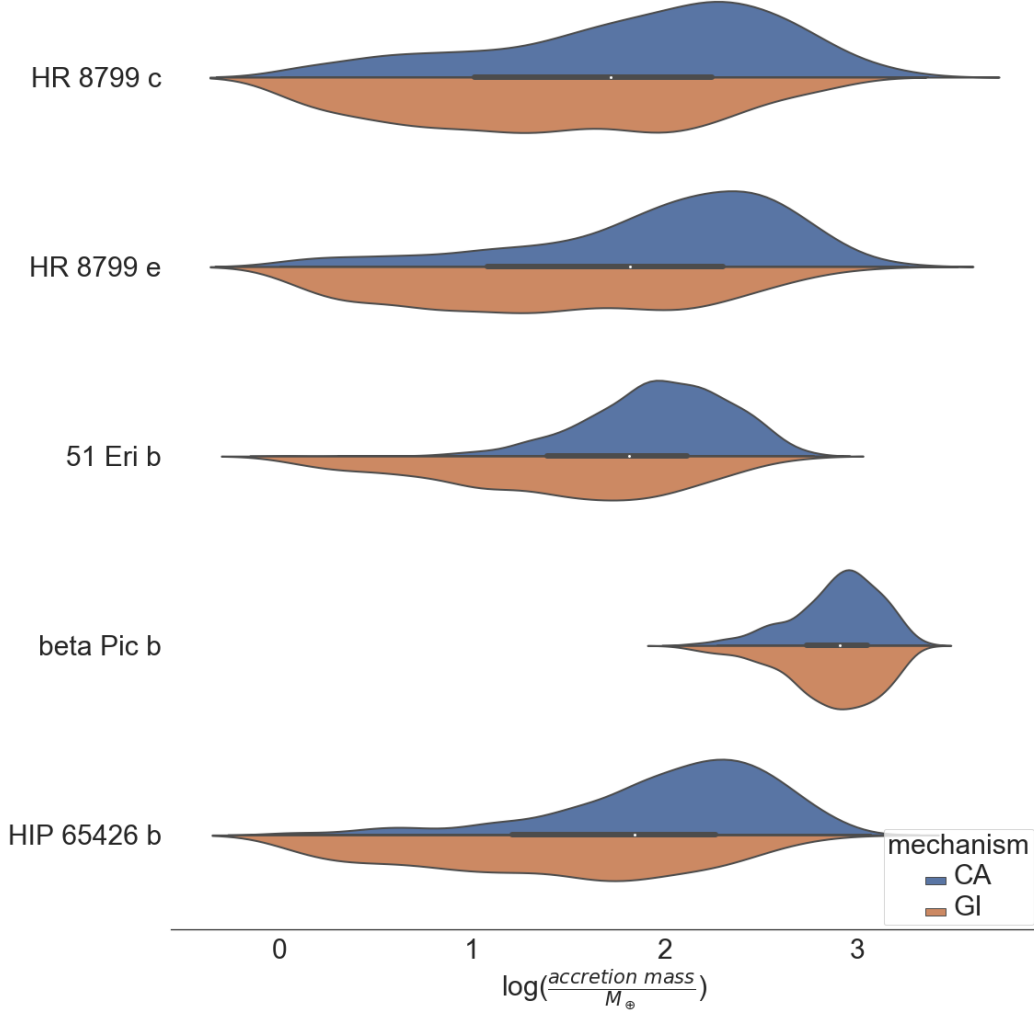 HR 8799 c
HR 8799 e
51 Eri b
beta Pic b
HIP 65426 b
mechanism
CA
GI
0 1 2 3
log(accretion mass/M⊕)